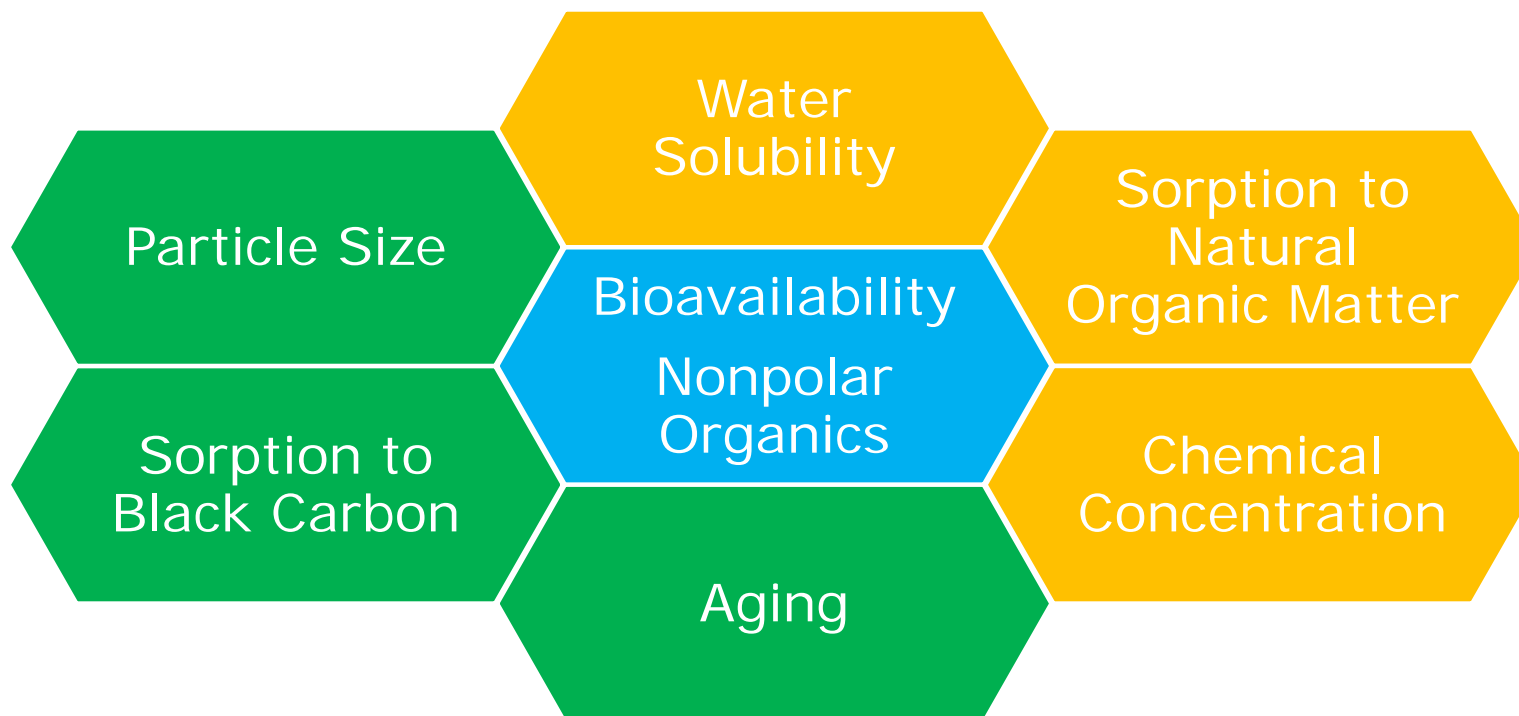 Water
Solubility
Particle Size
Sorption to
Natural
Organic Matter
Bioavailability
Nonpolar
Organics
Sorption to
Black Carbon
Chemical
Concentration
Aging